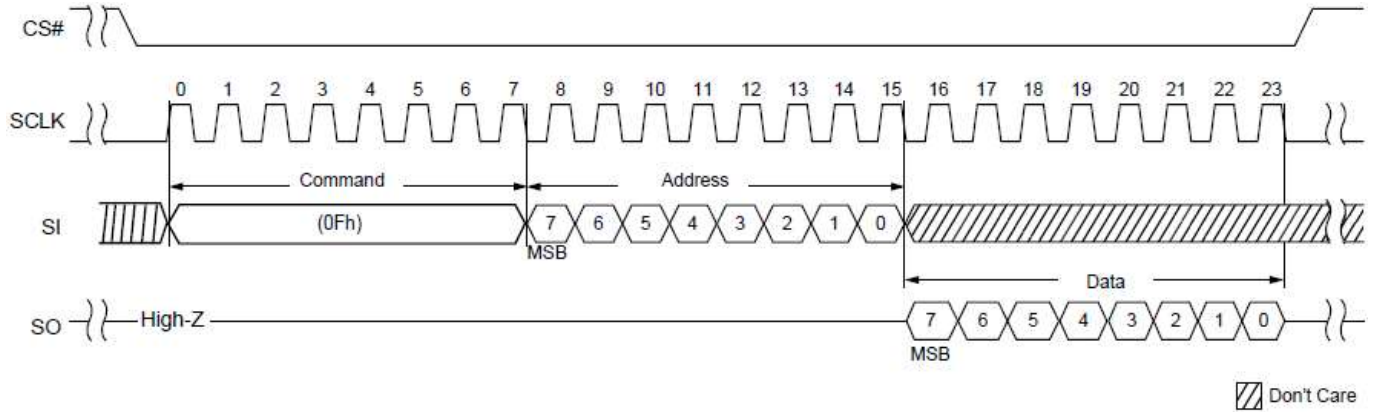 CS#
0 1 2 3 4 5 6 7 8 9 10 11 12 13 14 15 16 17 18 19 20 21 22 23
SCLK
Command Address
SI (0Fh) 7 6 5 4 3 2 1 0
MSB
Data
SO High-Z 7 6 5 4 3 2 1 0
MSB
Don't Care